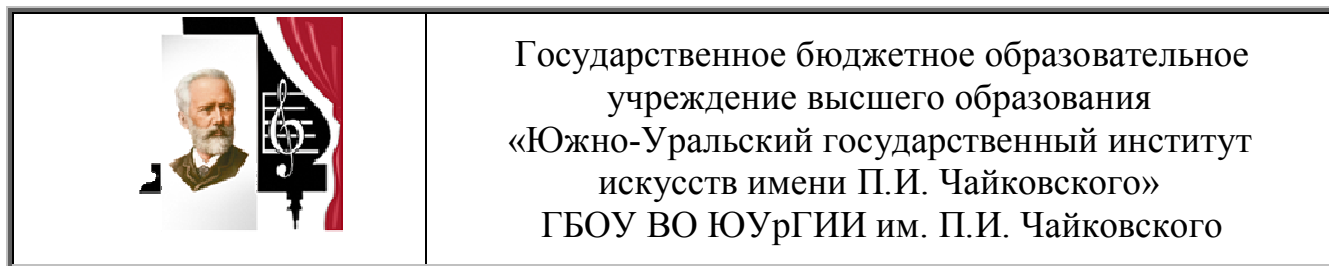 Государственное бюджетное образовательное
учреждение высшего образования
«Южно-Уральский государственный институт
искусств имени П.И. Чайковского»
ГБОУ ВО ЮУрГИИ им. П.И. Чайковского